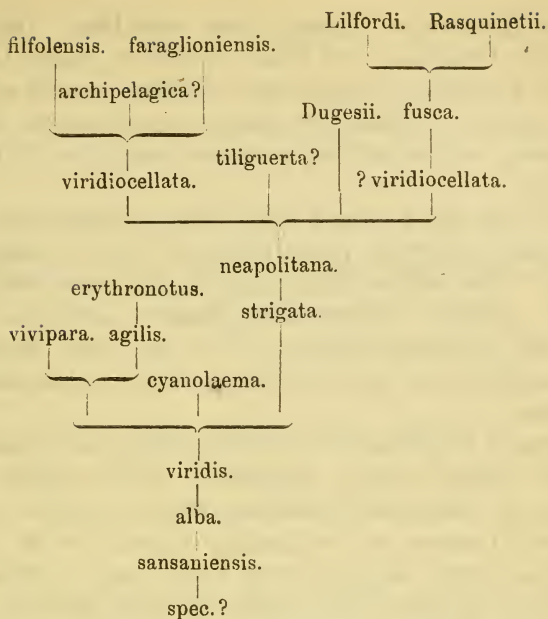 Lilfordi. Rasquinetii.
filfolensis. faraglioniensis.
archipelagica?
Dugesii. fusca.
tiliguerta?
viridiocellata. ? viridiocellata.
neapolitana.
erythronotus.
strigata.
vivipara. agilis.
cyanolaema.
viridis.
alba.
sansaniensis.
spec.?